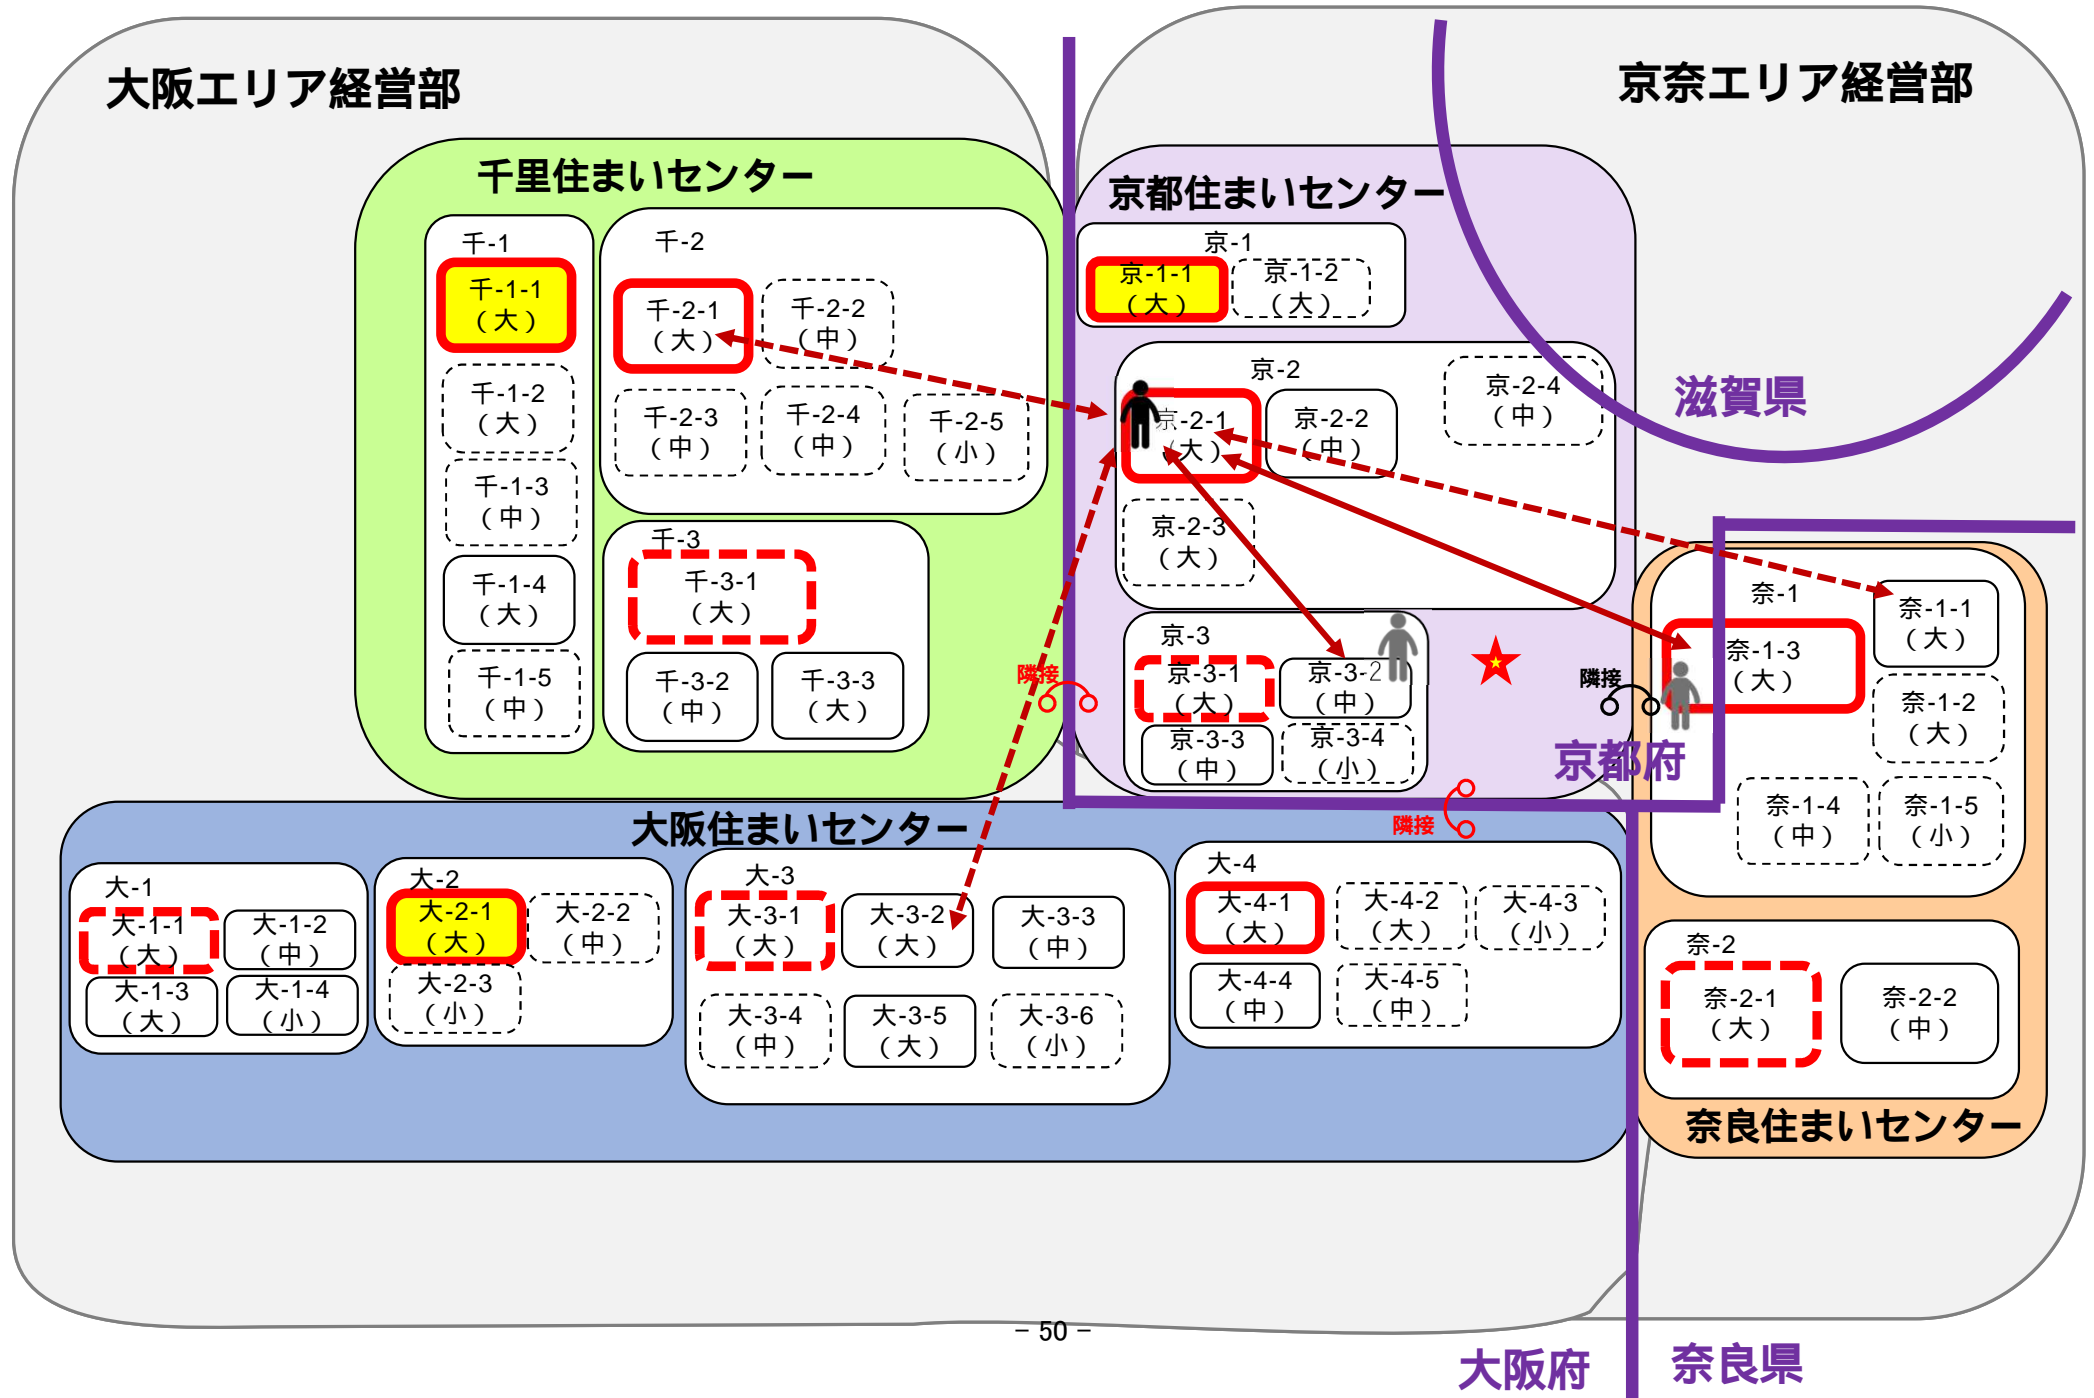 大阪エリア経営部
京奈エリア経営部
千里住まいセンター
京都住まいセンター
千-1
千-1-1
（大）
千-1-2
（大）
千-1-3
（中）
千-1-4
（大）
千-1-5
（中）
千-2
千-2-1
（大）
千-2-2
（中）
千-2-3
（中）
千-2-4
（中）
千-2-5
（小）
千-3
千-3-1
（大）
千-3-2
（中）
千-3-3
（大）
京-1
京-1-1
（大）
京-1-2
（大）
京-2
京-2-1
（大）
京-2-2
（中）
京-2-4
（中）
京-2-3
（大）
滋賀県
京-3
京-3-1
（大）
京-3-2
（中）
京-3-3
（中）
京-3-4
（小）
隣接
隣接
京都府
隣接
奈-1
奈-1-1
（大）
奈-1-3
（大）
奈-1-2
（大）
奈-1-4
（中）
奈-1-5
（小）
大阪住まいセンター
大-1
大-1-1
（大）
大-1-2
（中）
大-1-3
（大）
大-1-4
（小）
大-2
大-2-1
（大）
大-2-2
（中）
大-2-3
（小）
大-3
大-3-1
（大）
大-3-2
（大）
大-3-3
（中）
大-3-4
（中）
大-3-5
（大）
大-3-6
（小）
大-4
大-4-1
（大）
大-4-2
（大）
大-4-3
（小）
大-4-4
（中）
大-4-5
（中）
奈-2
奈-2-1
（大）
奈-2-2
（中）
奈良住まいセンター
- 50 -
大阪府
奈良県